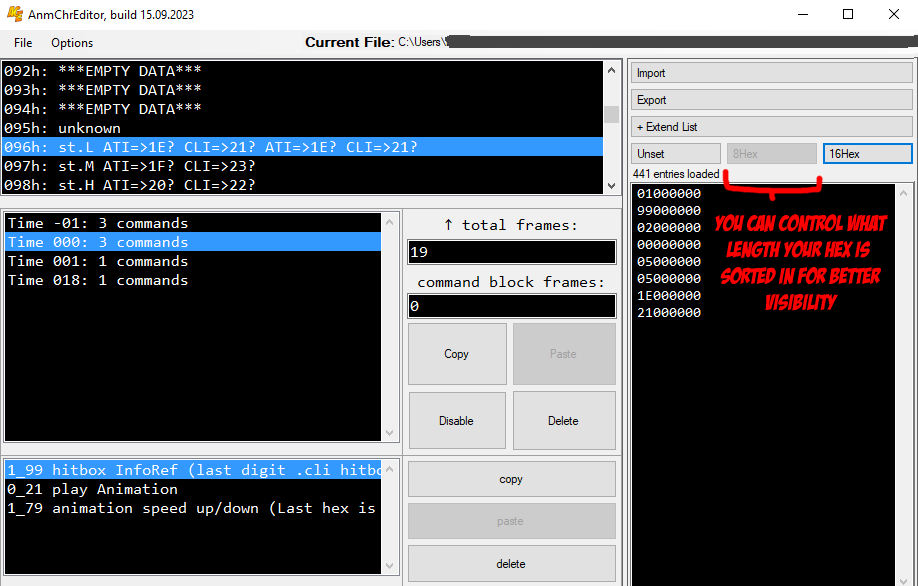 AnmChrEditor, build 15.09.2023
File Options Current File: C:\Users\
092h: ***EMPTY DATA***
093h: ***EMPTY DATA***
094h: ***EMPTY DATA***
095h: unknown
096h: st.L ATI=>1E? CLI=>21? ATI=>1E? CLI=>21?
097h: st.M ATI=>1F? CLI=>23?
098h: st.H ATI=>20? CLI=>22?
Time -01: 3 commands
Time 000: 3 commands
Time 001: 1 commands
Time 018: 1 commands
↑ total frames:
19
command block frames:
0
Copy Paste
Disable Delete
1_99 hitbox InfoRef (last digit .cli hitbo
0_21 play Animation
1_79 animation speed up/down (Last hex is
copy
paste
delete
Import
Export
+ Extend List
Unset 8Hex 16Hex
441 entries loaded
01000000
99000000
02000000
00000000
05000000
05000000
1E000000
21000000
YOU CAN CONTROL WHAT
LENGTH YOUR HEX IS
SORTED IN FOR BETTER
VISIBILITY